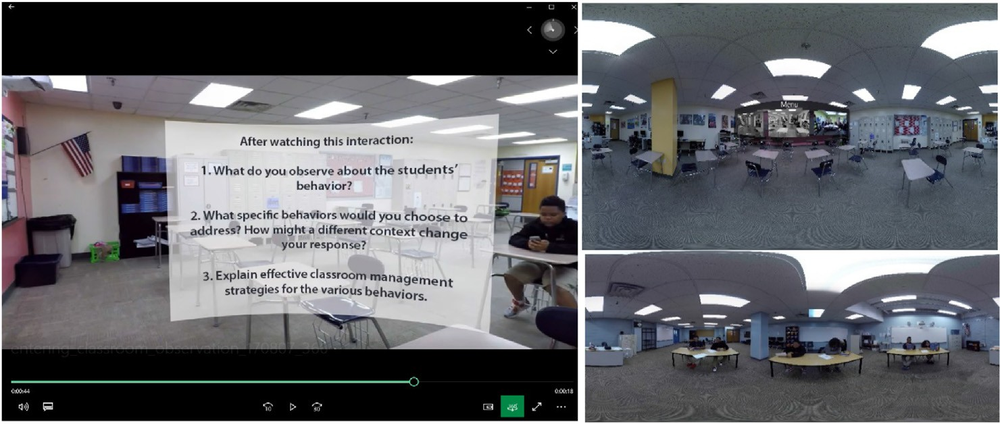 After watching this interaction:
1. What do you observe about the students'
behavior?
2. What specific behaviors would you choose to
address? How might a different context change
your response?
3. Explain effective classroom management
strategies for the various behaviors.
entering_classroom_observation_170807_360
0:00:44
0:00:18
10
30
360°
Menu